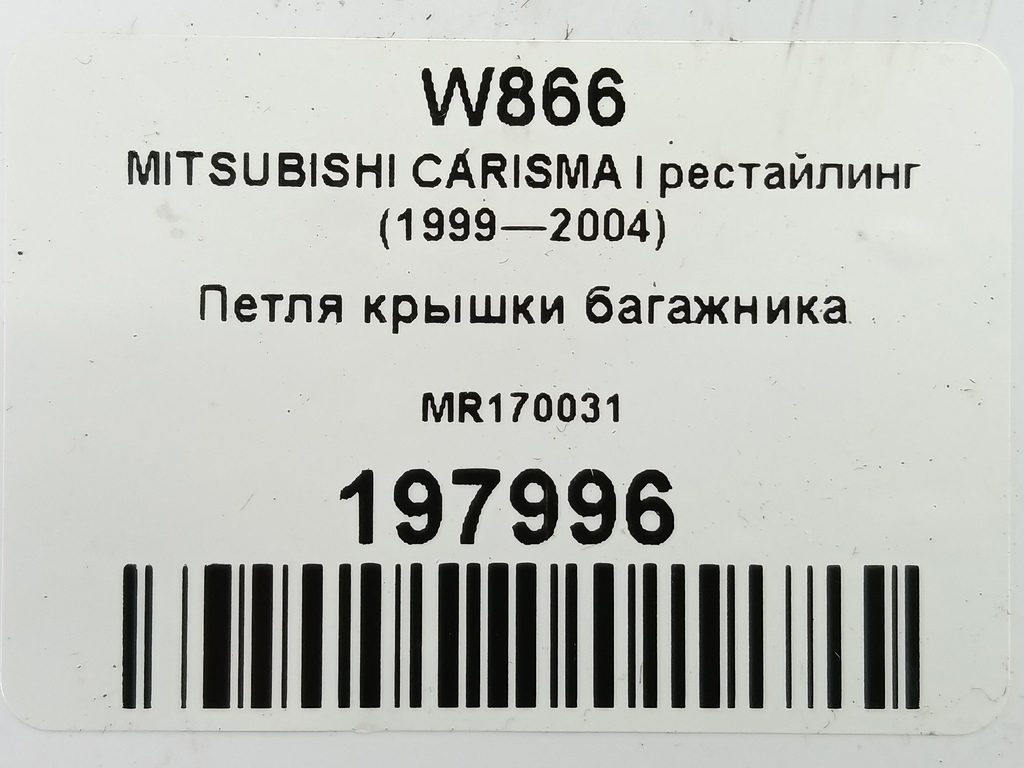 W866
MITSUBISHI CARISMA I рестайлинг
(1999—2004)
Петля крышки багажника
MR170031
197996